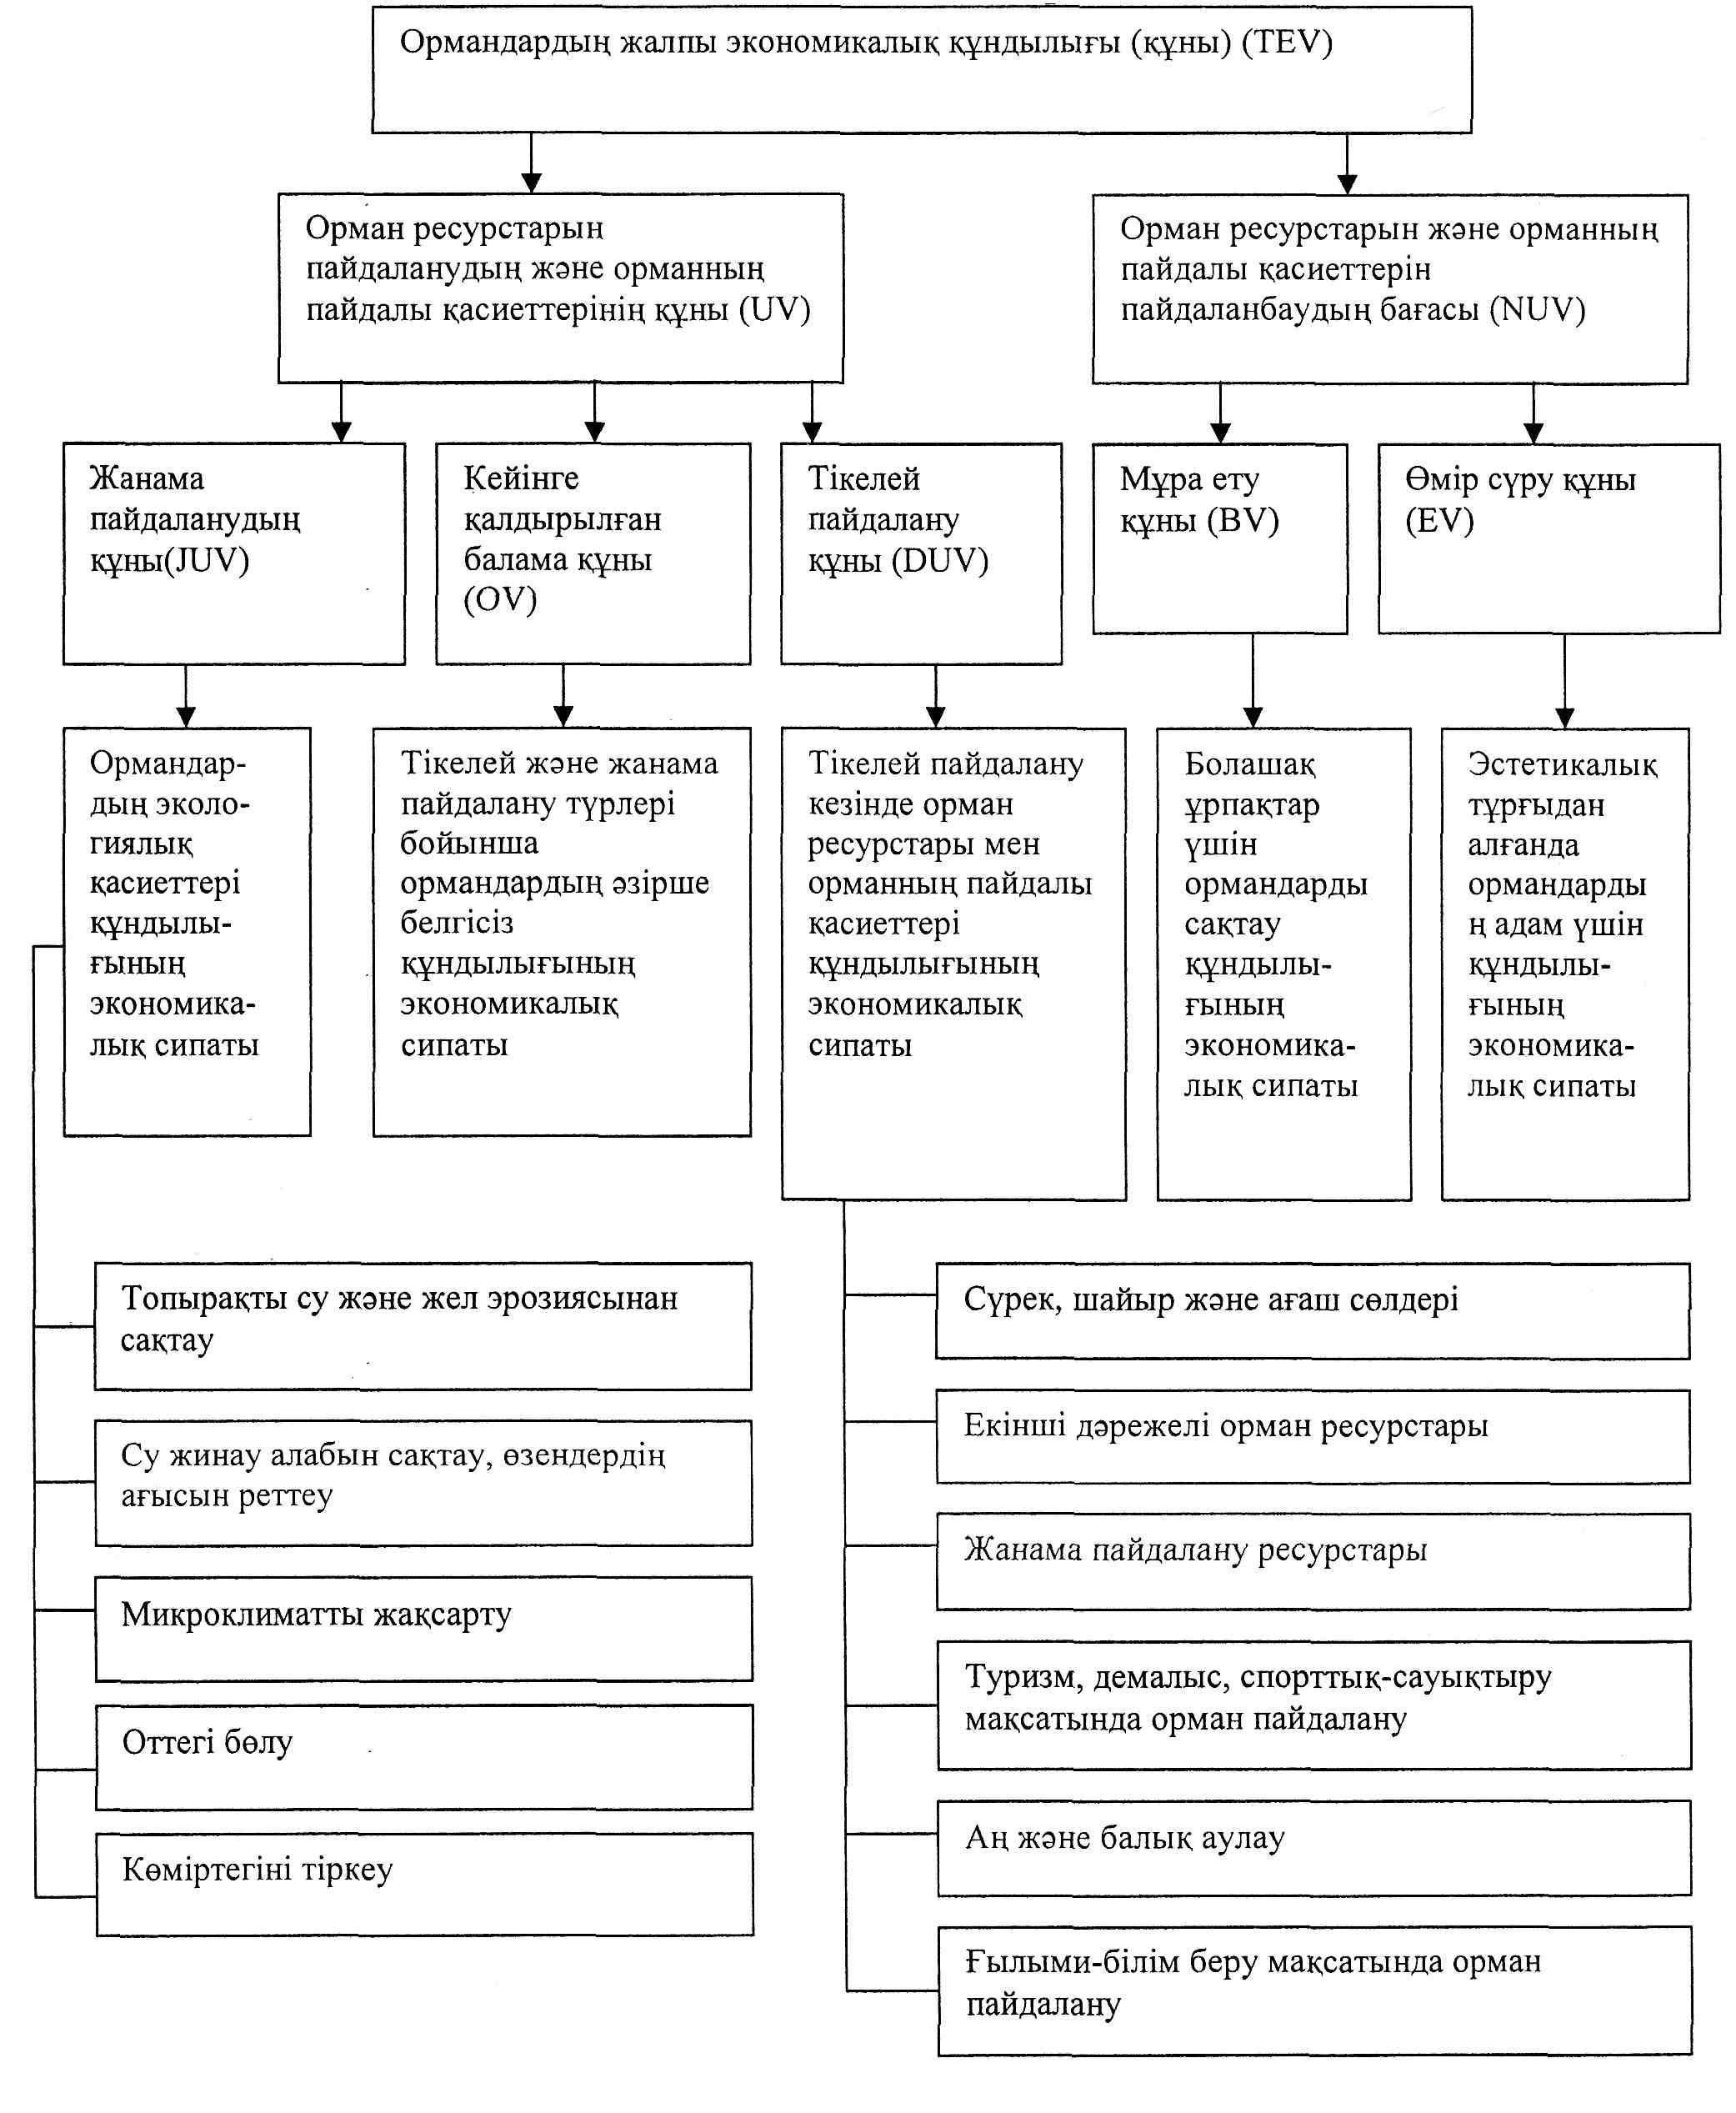 Ормандардың жалпы экономикалық құндылығы (құны) (TEV)
Орман ресурстарын
пайдаланудың және орманның
пайдалы қасиеттерінің құны (UV)
Орман ресурстарын және орманның
пайдалы қасиеттерін
пайдаланбаудың бағасы (NUV)
Жанама
пайдаланудың
құны(JUV)
Кейінге
қалдырылған
балама құны
(OV)
Тікелей
пайдалану
құны (DUV)
Мұра ету
құны (BV)
Өмір сүру құны
(EV)
Ормандар-
дың эколо-
гиялық
қасиеттері
құндылы-
ғының
экономика-
лық сипаты
Тікелей және жанама
пайдалану түрлері
бойынша
ормандардың әзірше
белгісіз
құндылығының
экономикалық
сипаты
Тікелей пайдалану
кезінде орман
ресурстары мен
орманның пайдалы
қасиеттері
құндылығының
экономикалық
сипаты
Болашақ
ұрпақтар
үшін
ормандарды
сақтау
құндылы-
ғының
экономика-
лық сипаты
Эстетикалық
тұрғыдан
алғанда
ормандарды
ң адам үшін
құндылы-
ғының
экономика-
лық сипаты
Топырақты су және жел эрозиясынан
сақтау
Су жинау алабын сақтау, өзендердің
ағысын реттеу
Микроклиматты жақсарту
Оттегі бөлу
Көміртегіні тіркеу
Сүрек, шайыр және ағаш сөлдері
Екінші дәрежелі орман ресурстары
Жанама пайдалану ресурстары
Туризм, демалыс, спорттық-сауықтыру
мақсатында орман пайдалану
Аң және балық аулау
Ғылыми-білім беру мақсатында орман
пайдалану